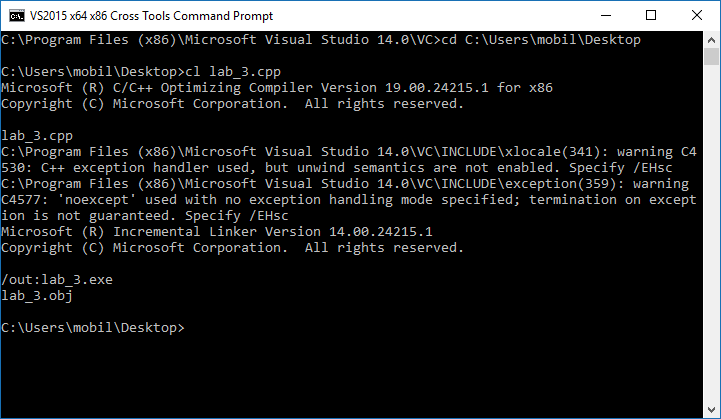 VS2015 x64 x86 Cross Tools Command Prompt
C:\Program Files (x86)\Microsoft Visual Studio 14.0\VC>cd C:\Users\mobil\Desktop
C:\Users\mobil\Desktop>cl lab_3.cpp
Microsoft (R) C/C++ Optimizing Compiler Version 19.00.24215.1 for x86
Copyright (C) Microsoft Corporation.  All rights reserved.
lab_3.cpp
C:\Program Files (x86)\Microsoft Visual Studio 14.0\VC\INCLUDE\xlocale(341): warning C4
530: C++ exception handler used, but unwind semantics are not enabled. Specify /EHsc
C:\Program Files (x86)\Microsoft Visual Studio 14.0\VC\INCLUDE\exception(359): warning
C4577: 'noexcept' used with no exception handling mode specified; termination on except
ion is not guaranteed. Specify /EHsc
Microsoft (R) Incremental Linker Version 14.00.24215.1
Copyright (C) Microsoft Corporation.  All rights reserved.
/out:lab_3.exe
lab_3.obj
C:\Users\mobil\Desktop>